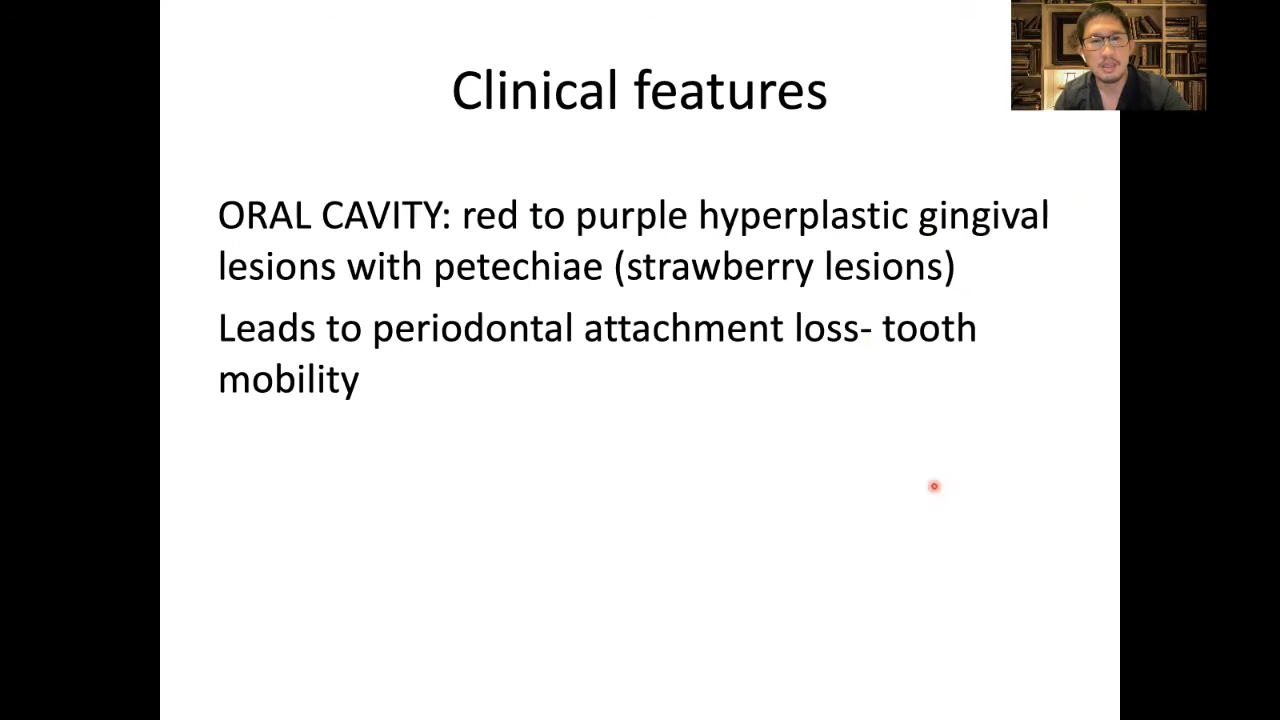 Clinical features
ORAL CAVITY: red to purple hyperplastic gingival
lesions with petechiae (strawberry lesions)
Leads to periodontal attachment loss- tooth
mobility